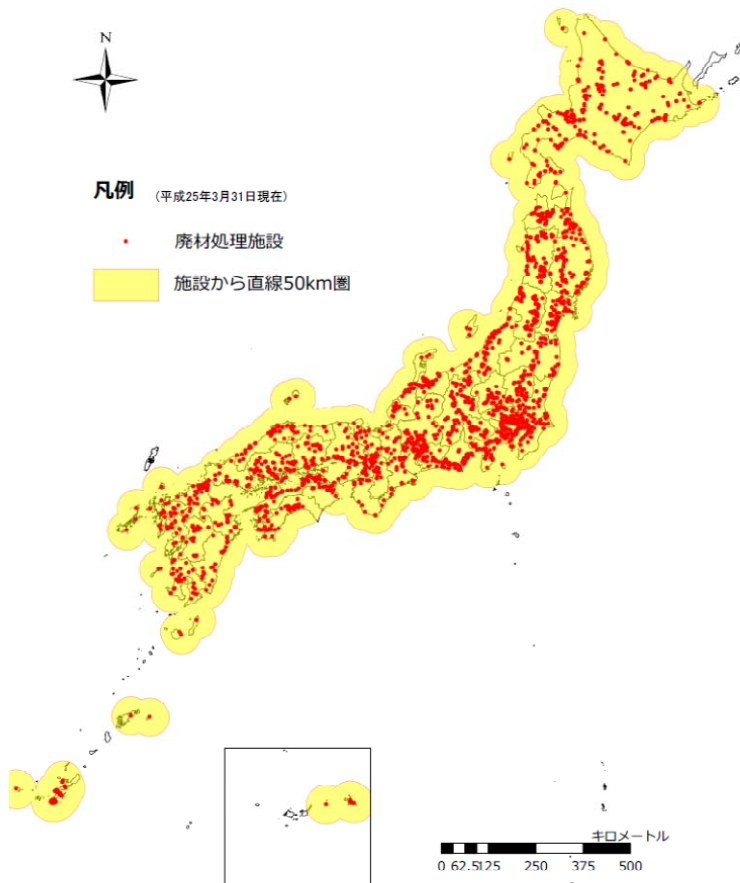 N
凡例 (平成25年3月31日現在)
廃材処理施設
施設から直線50km圏
キロメートル
0 62.5125 250 375 500